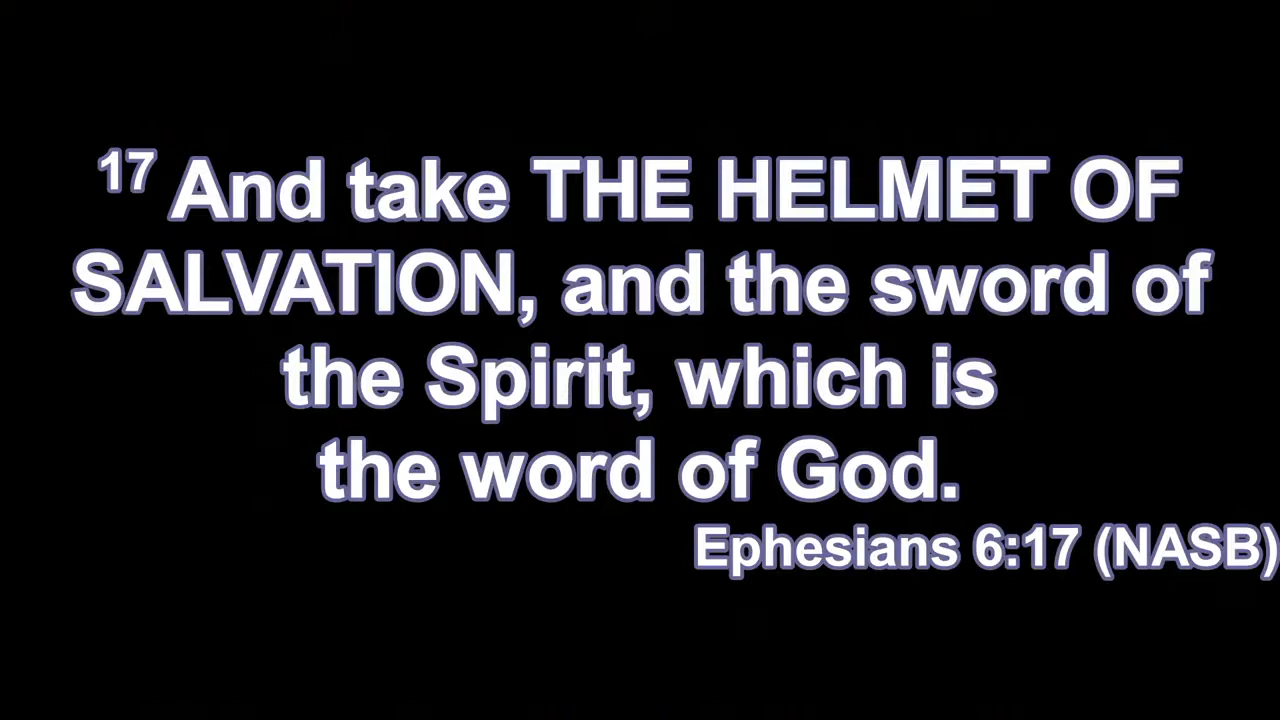 17 And take THE HELMET OF
SALVATION, and the sword of
the Spirit, which is
the word of God.
Ephesians 6:17 (NASB)